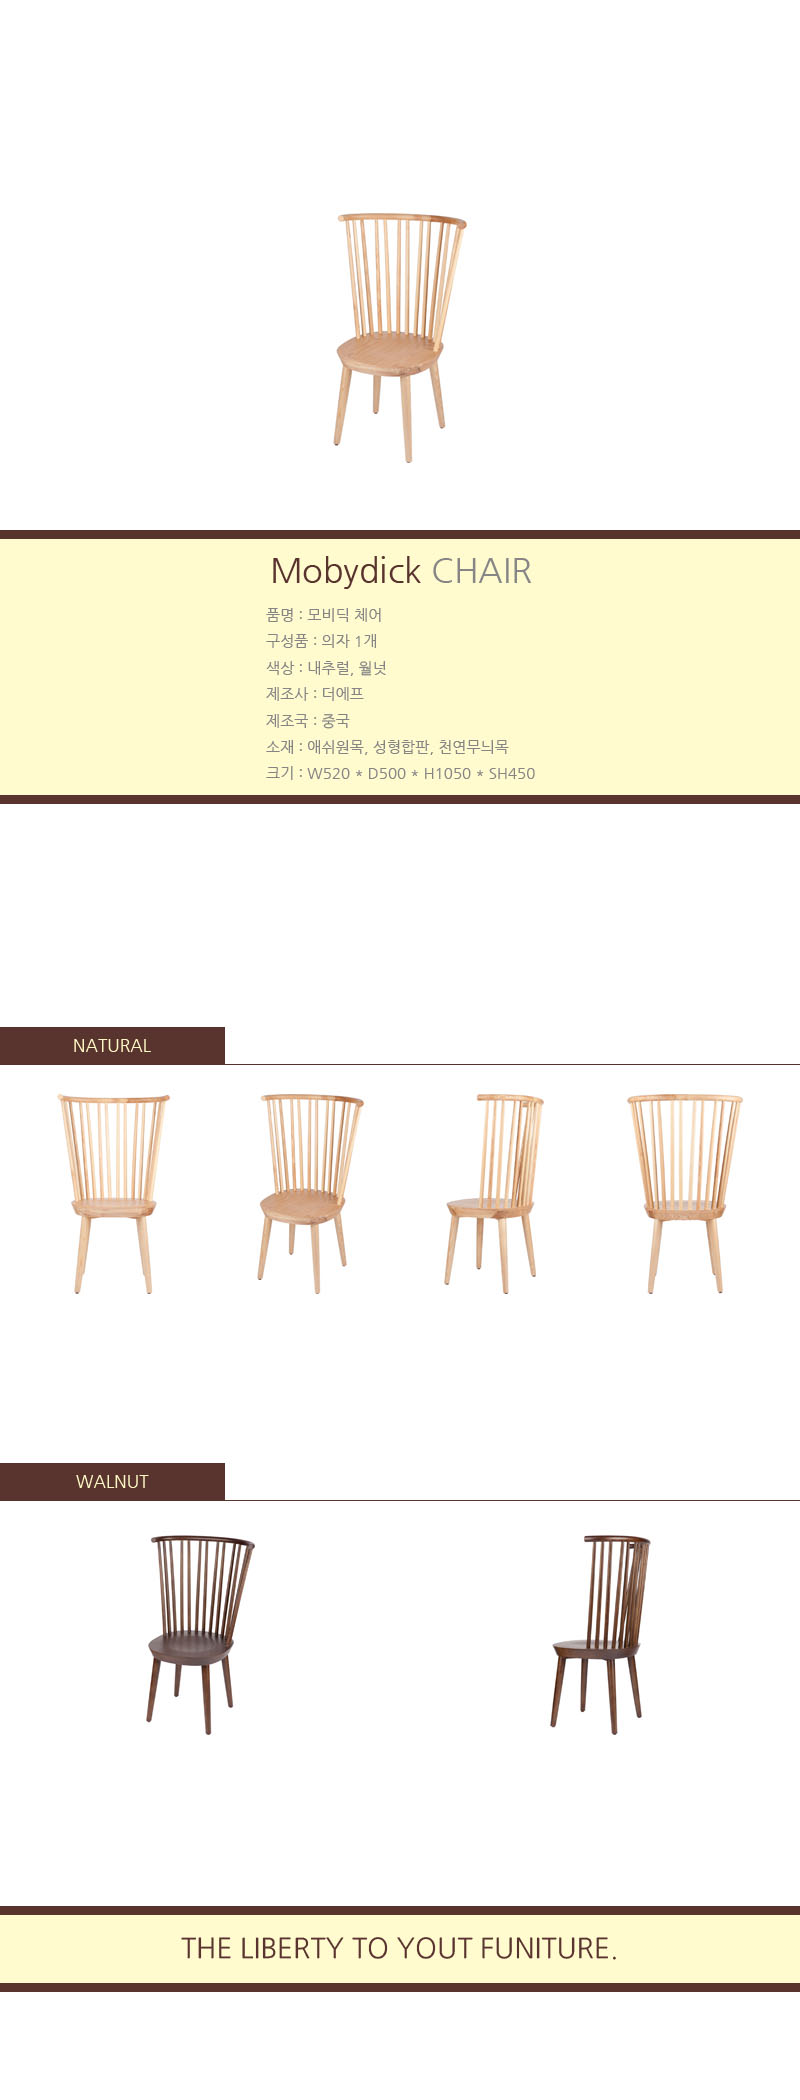 Mobydick CHAIR
품명 : 모비딕 체어
구성품 : 의자 1개
색상 : 내추럴, 월넛
제조사 : 더에프
제조국 : 중국
소재 : 애쉬원목, 성형합판, 천연무늬목
크기 : W520 * D500 * H1050 * SH450
NATURAL
WALNUT
THE LIBERTY TO YOUT FUNITURE.